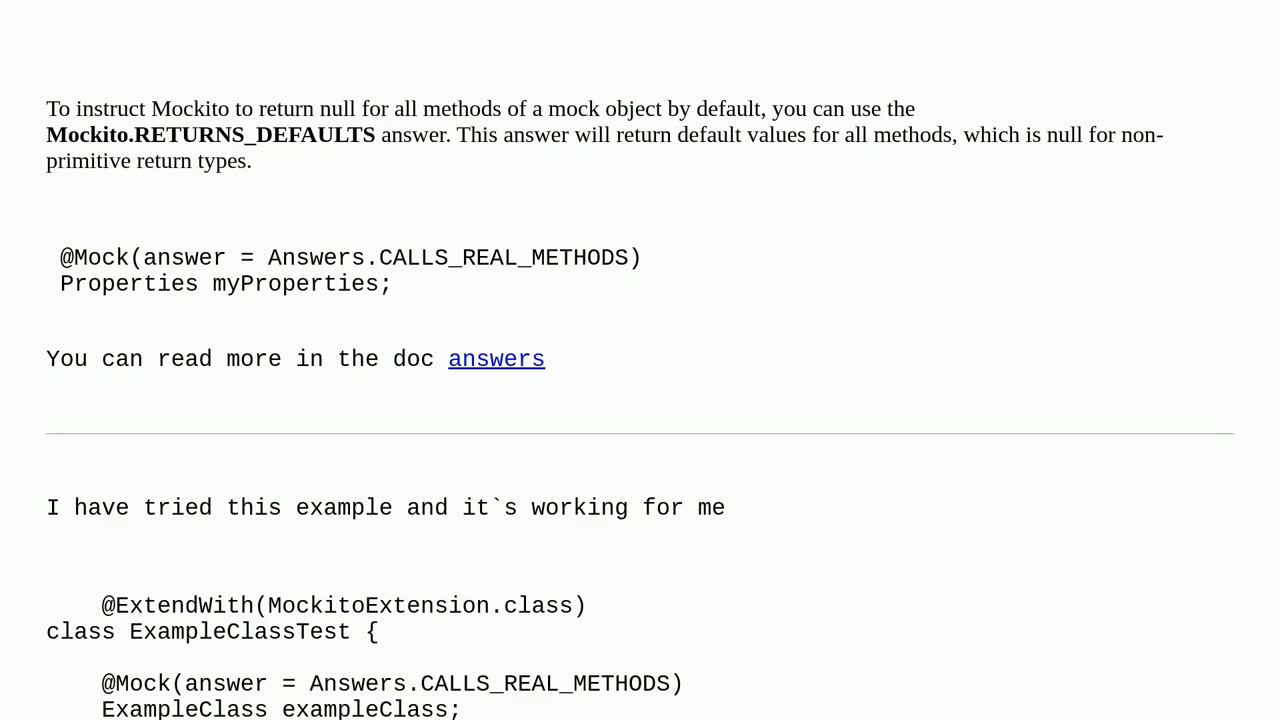 To instruct Mockito to return null for all methods of a mock object by default, you can use the
Mockito.RETURNS_DEFAULTS answer. This answer will return default values for all methods, which is null for non-
primitive return types.
@Mock(answer = Answers.CALLS_REAL_METHODS)
Properties myProperties;
You can read more in the doc answers
I have tried this example and it`s working for me
@ExtendWith(MockitoExtension.class)
class ExampleClassTest {
@Mock(answer = Answers.CALLS_REAL_METHODS)
ExampleClass exampleClass;